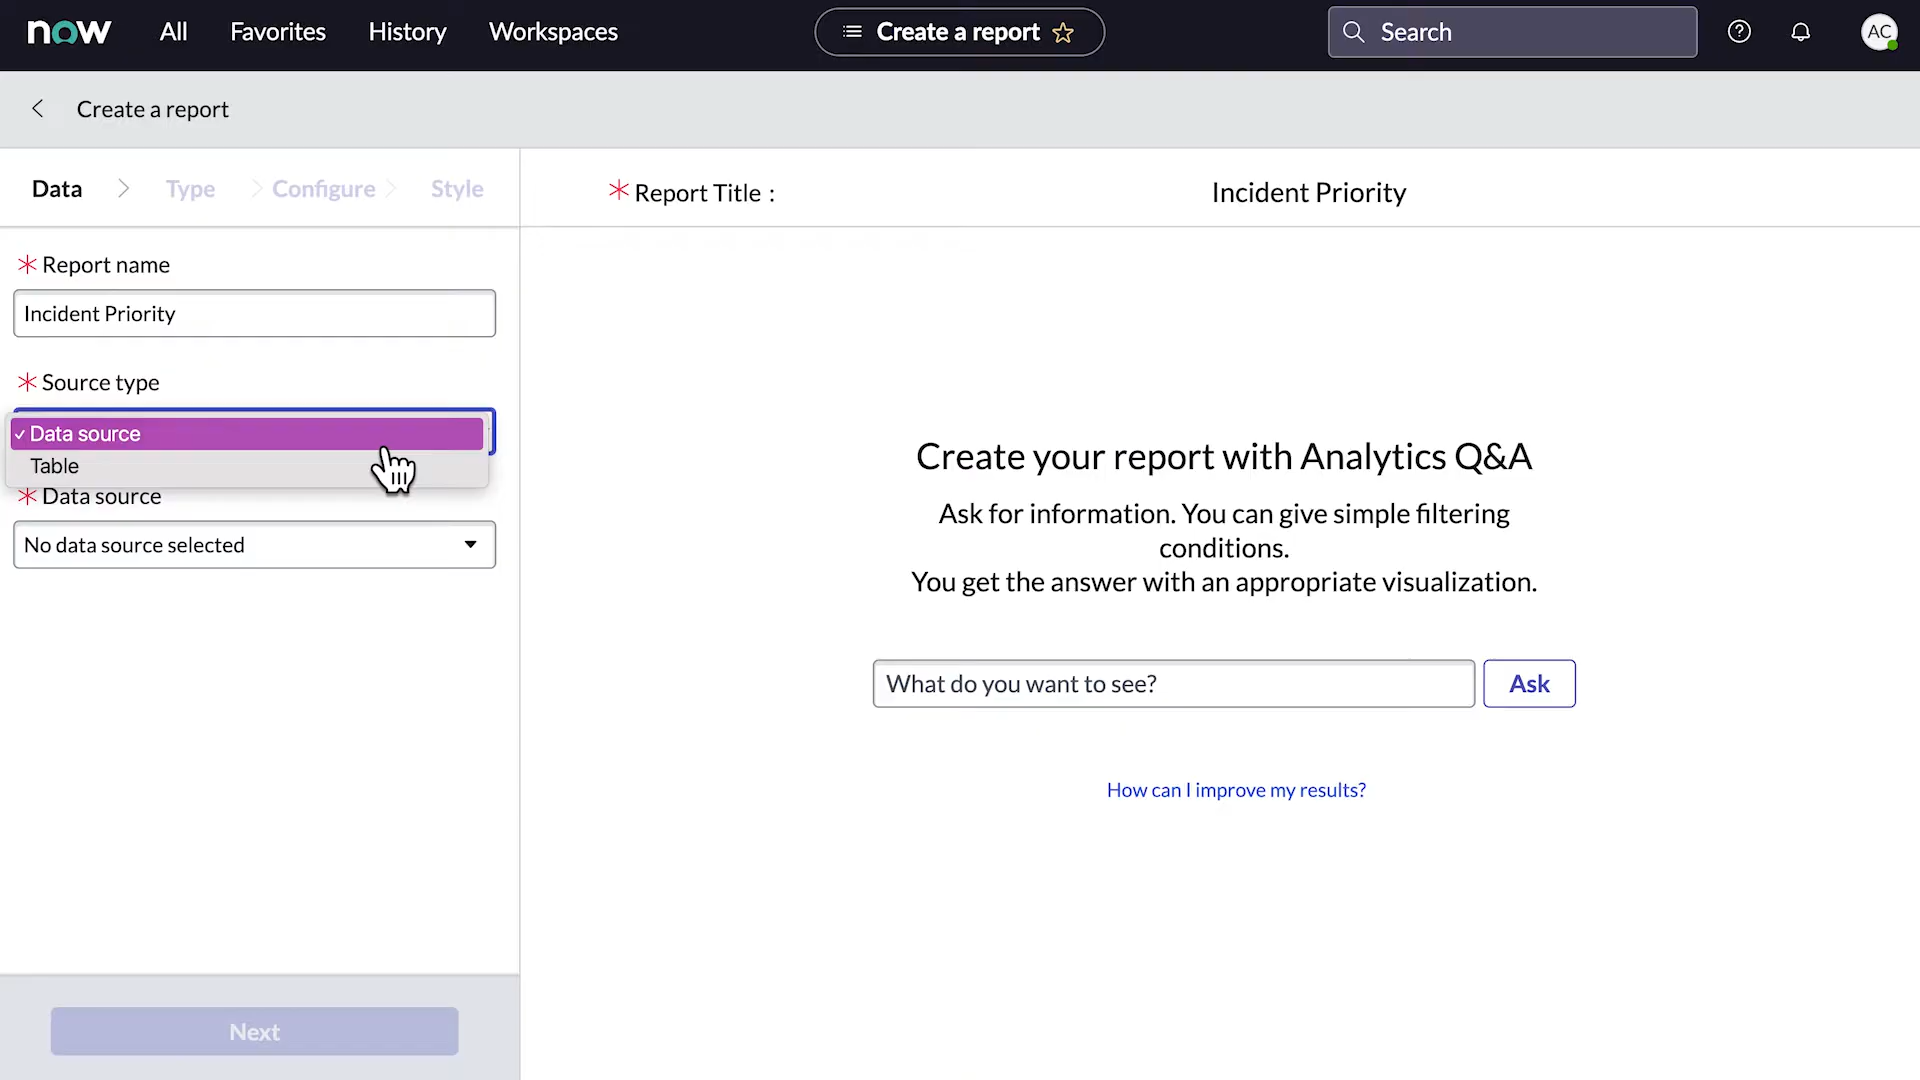 now
All
Favorites
History
Workspaces
Create a report
Search
AC
Create a report
Data
Type
Configure
Style
* Report Title :
Incident Priority
* Report name
Incident Priority
* Source type
✓ Data source
Table
* Data source
No data source selected
Create your report with Analytics Q&A
Ask for information. You can give simple filtering
conditions.
You get the answer with an appropriate visualization.
What do you want to see?
Ask
How can I improve my results?
Next